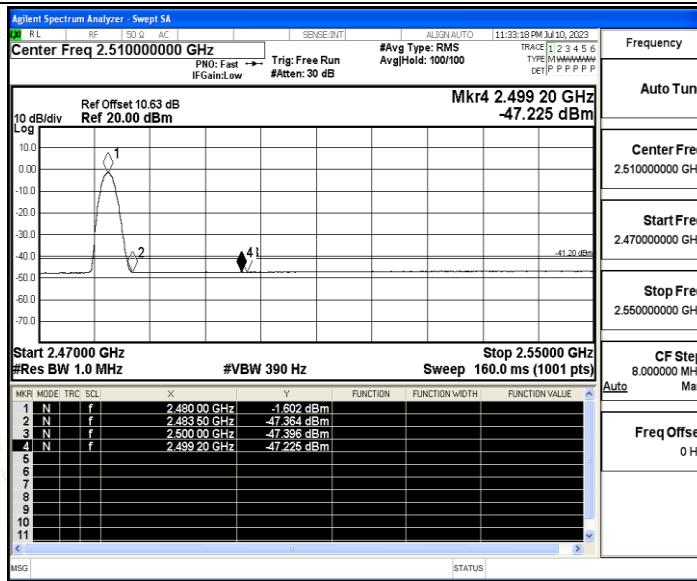 Agilent Spectrum Analyzer - Swept SA
RL RF 50 Ω AC SENSE:INT ALIGN AUTO 11:33:18 PM Jul 10, 2023
Center Freq 2.510000000 GHz #Avg Type: RMS TRACE 1 2 3 4 5 6
PNO: Fast Trig: Free Run Avg|Hold: 100/100 TYPE M
IFGain:Low #Atten: 30 dB DET P P P P P P
Ref Offset 10.63 dB Mkr4 2.499 20 GHz
10 dB/div Ref 20.00 dBm -47.225 dBm
Log
10.0
1
0.00
-10.0
-20.0
-30.0
2 4 -41.20 dBm
-40.0
-50.0
-60.0
-70.0
Start 2.47000 GHz Stop 2.55000 GHz
#Res BW 1.0 MHz #VBW 390 Hz Sweep 160.0 ms (1001 pts)
MKR MODE TRC SCL X Y FUNCTION FUNCTION WIDTH FUNCTION VALUE
1 N f 2.480 00 GHz -1.602 dBm
2 N f 2.483 50 GHz -47.364 dBm
3 N f 2.500 00 GHz -47.396 dBm
4 N f 2.499 20 GHz -47.225 dBm
5
6
7
8
9
10
11
MSG STATUS
Frequency
Auto Tun
Center Fre
2.510000000 GH
Start Fre
2.470000000 GH
Stop Fre
2.550000000 GH
CF Step
8.000000 MH
Auto Ma
Freq Offse
0 H